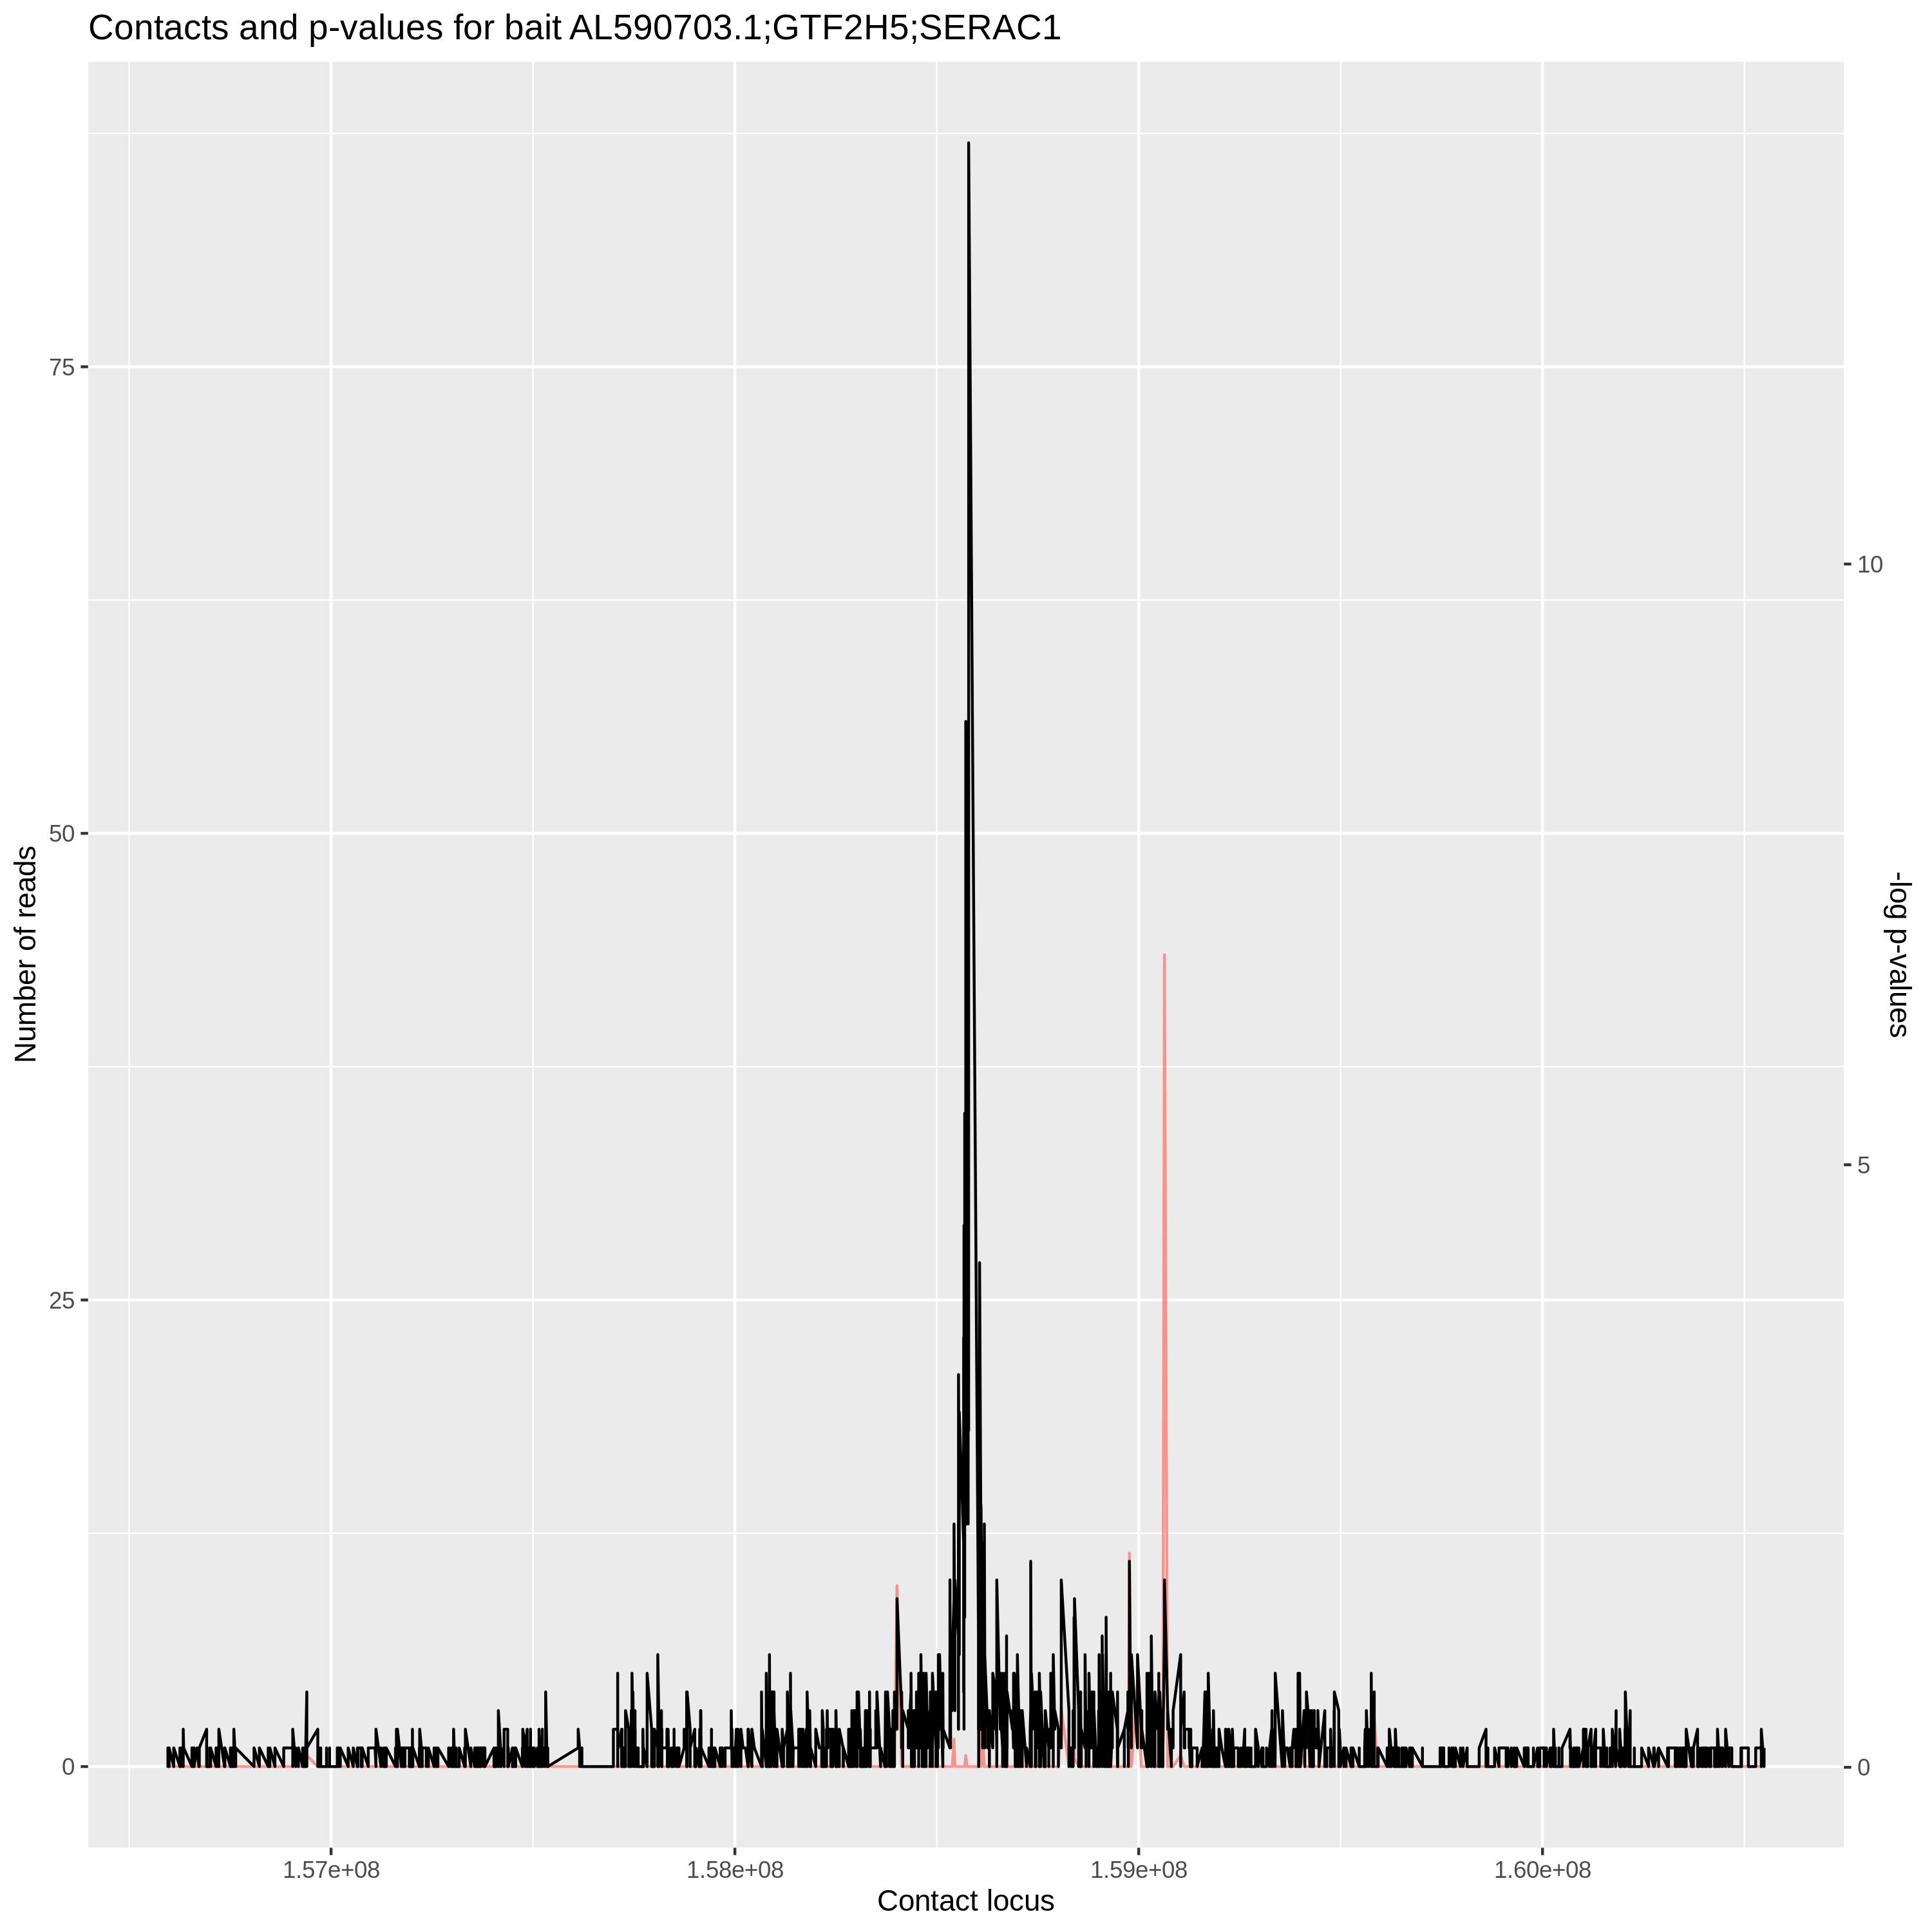 Contacts and p-values for bait AL590703.1;GTF2H5;SERAC1
75
50
25
0
Number of reads
10
5
0
-log p-values
1.57e+08
1.58e+08
1.59e+08
1.60e+08
Contact locus